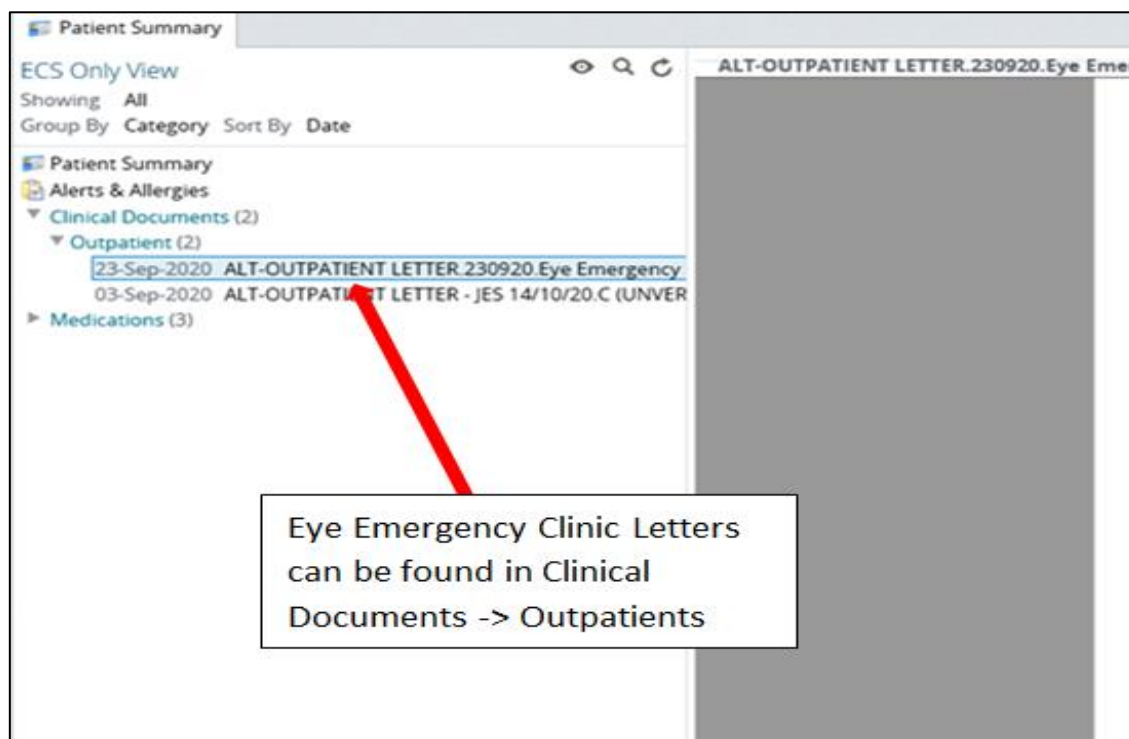 Patient Summary
ECS Only View
Showing All
Group By Category Sort By Date
Patient Summary
Alerts & Allergies
Clinical Documents (2)
Outpatient (2)
23-Sep-2020 ALT-OUTPATIENT LETTER.230920.Eye Emergency
03-Sep-2020 ALT-OUTPATIENT LETTER - JES 14/10/20.C (UNVER
Medications (3)
ALT-OUTPATIENT LETTER.230920.Eye Eme
Eye Emergency Clinic Letters
can be found in Clinical
Documents -> Outpatients